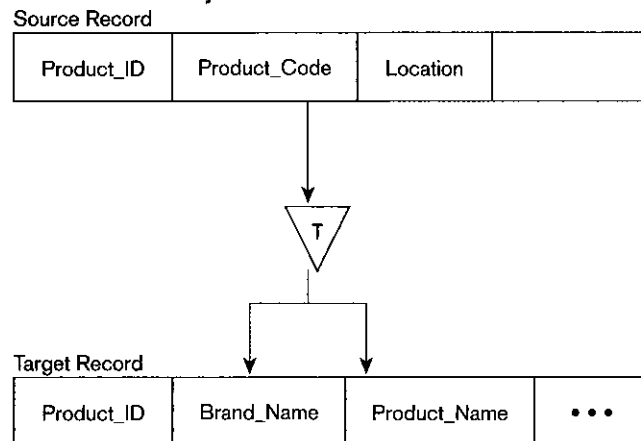 Source Record
Product_ID Product_Code Location
T
Target Record
Product_ID Brand_Name Product_Name •••